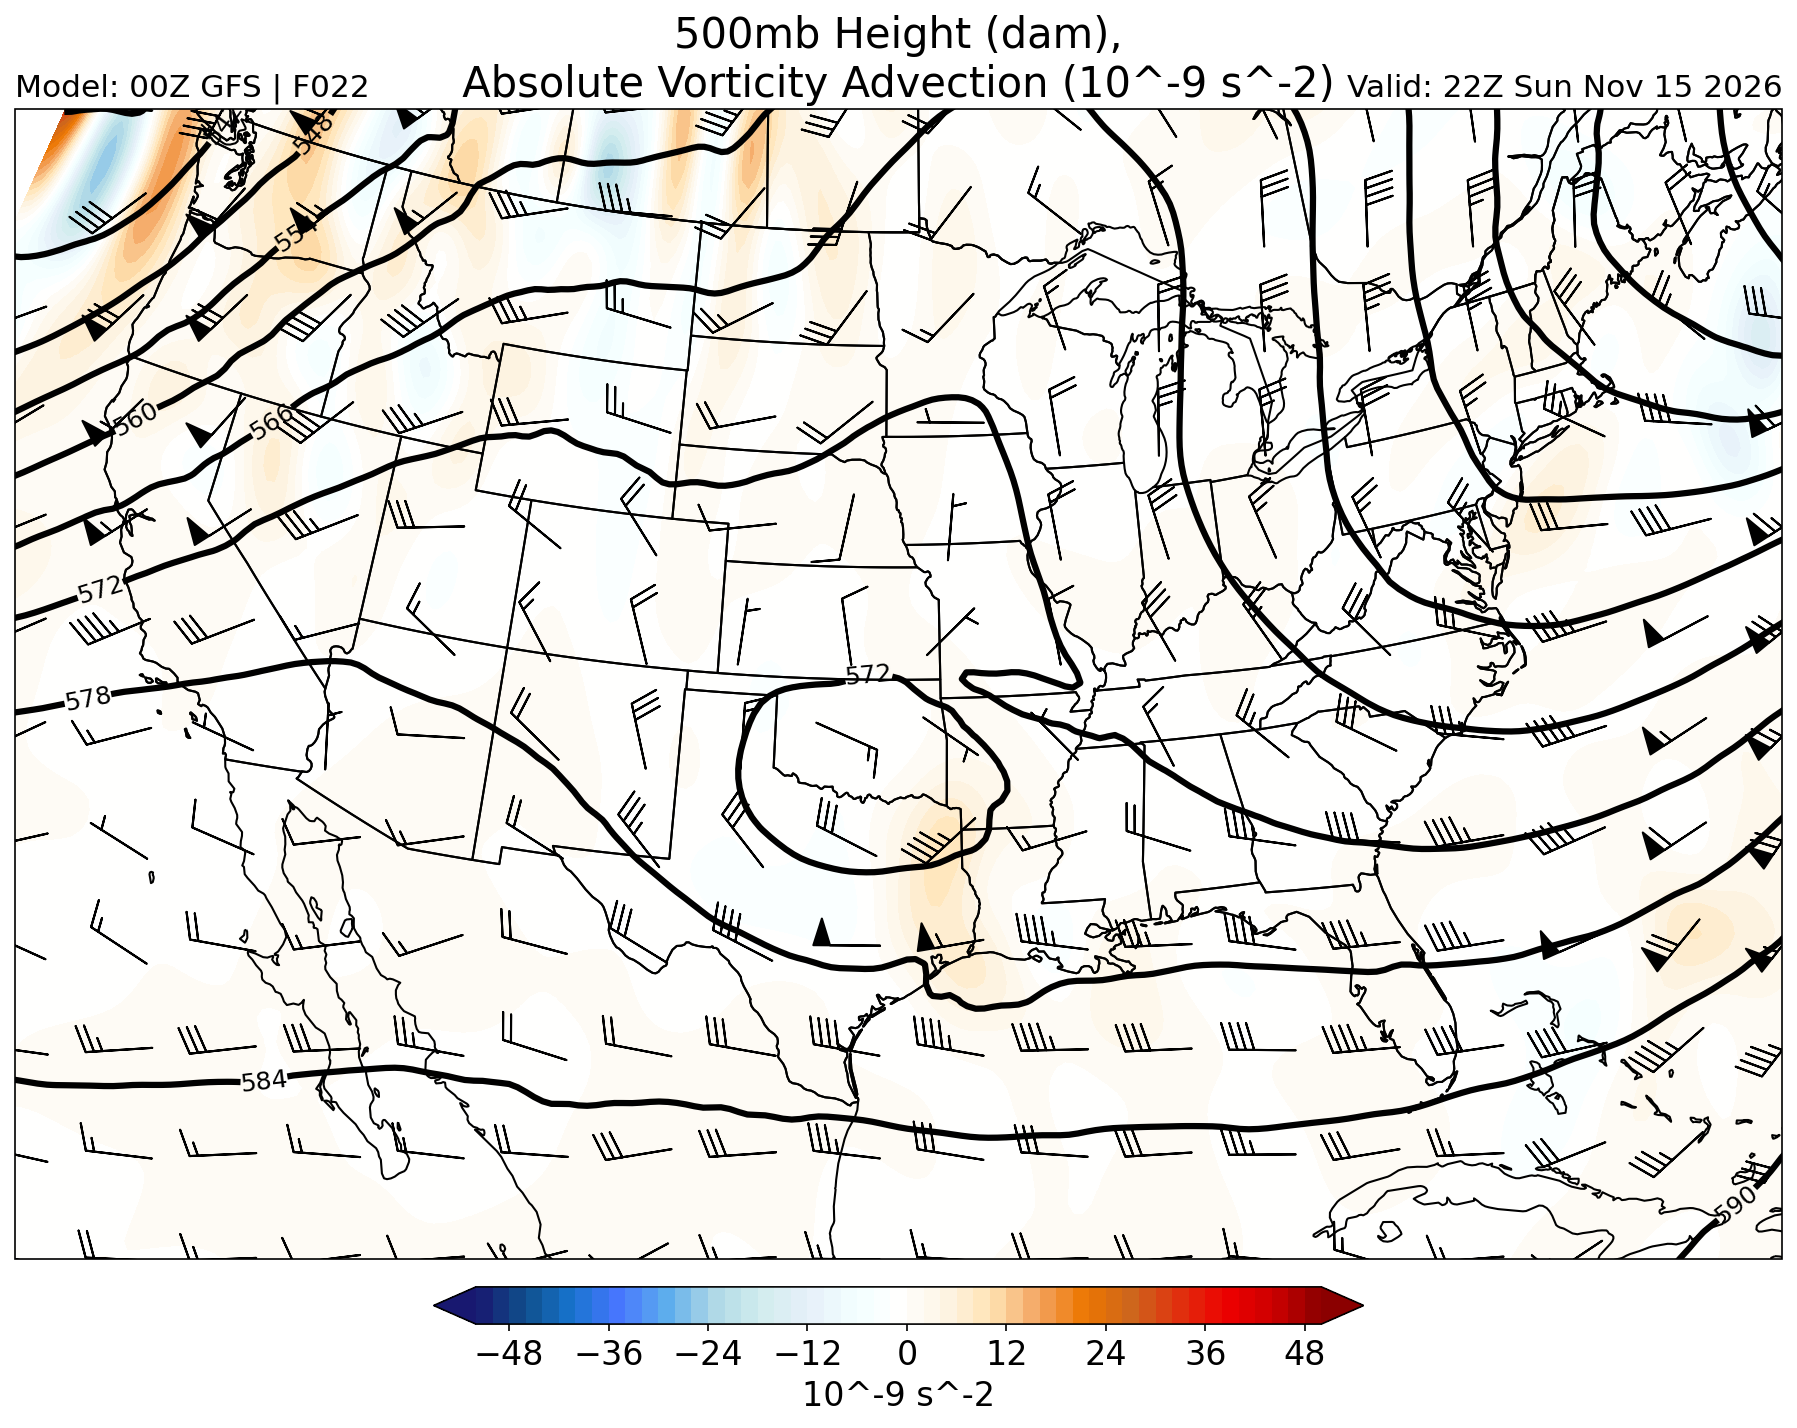 500mb Height (dam),
Model: 00Z GFS | F022
Absolute Vorticity Advection (10^-9 s^-2)
Valid: 22Z Sun Nov 15 2026
548
560
566
572
578
572
584
590
−48 −36 −24 −12 0 12 24 36 48
10^-9 s^-2